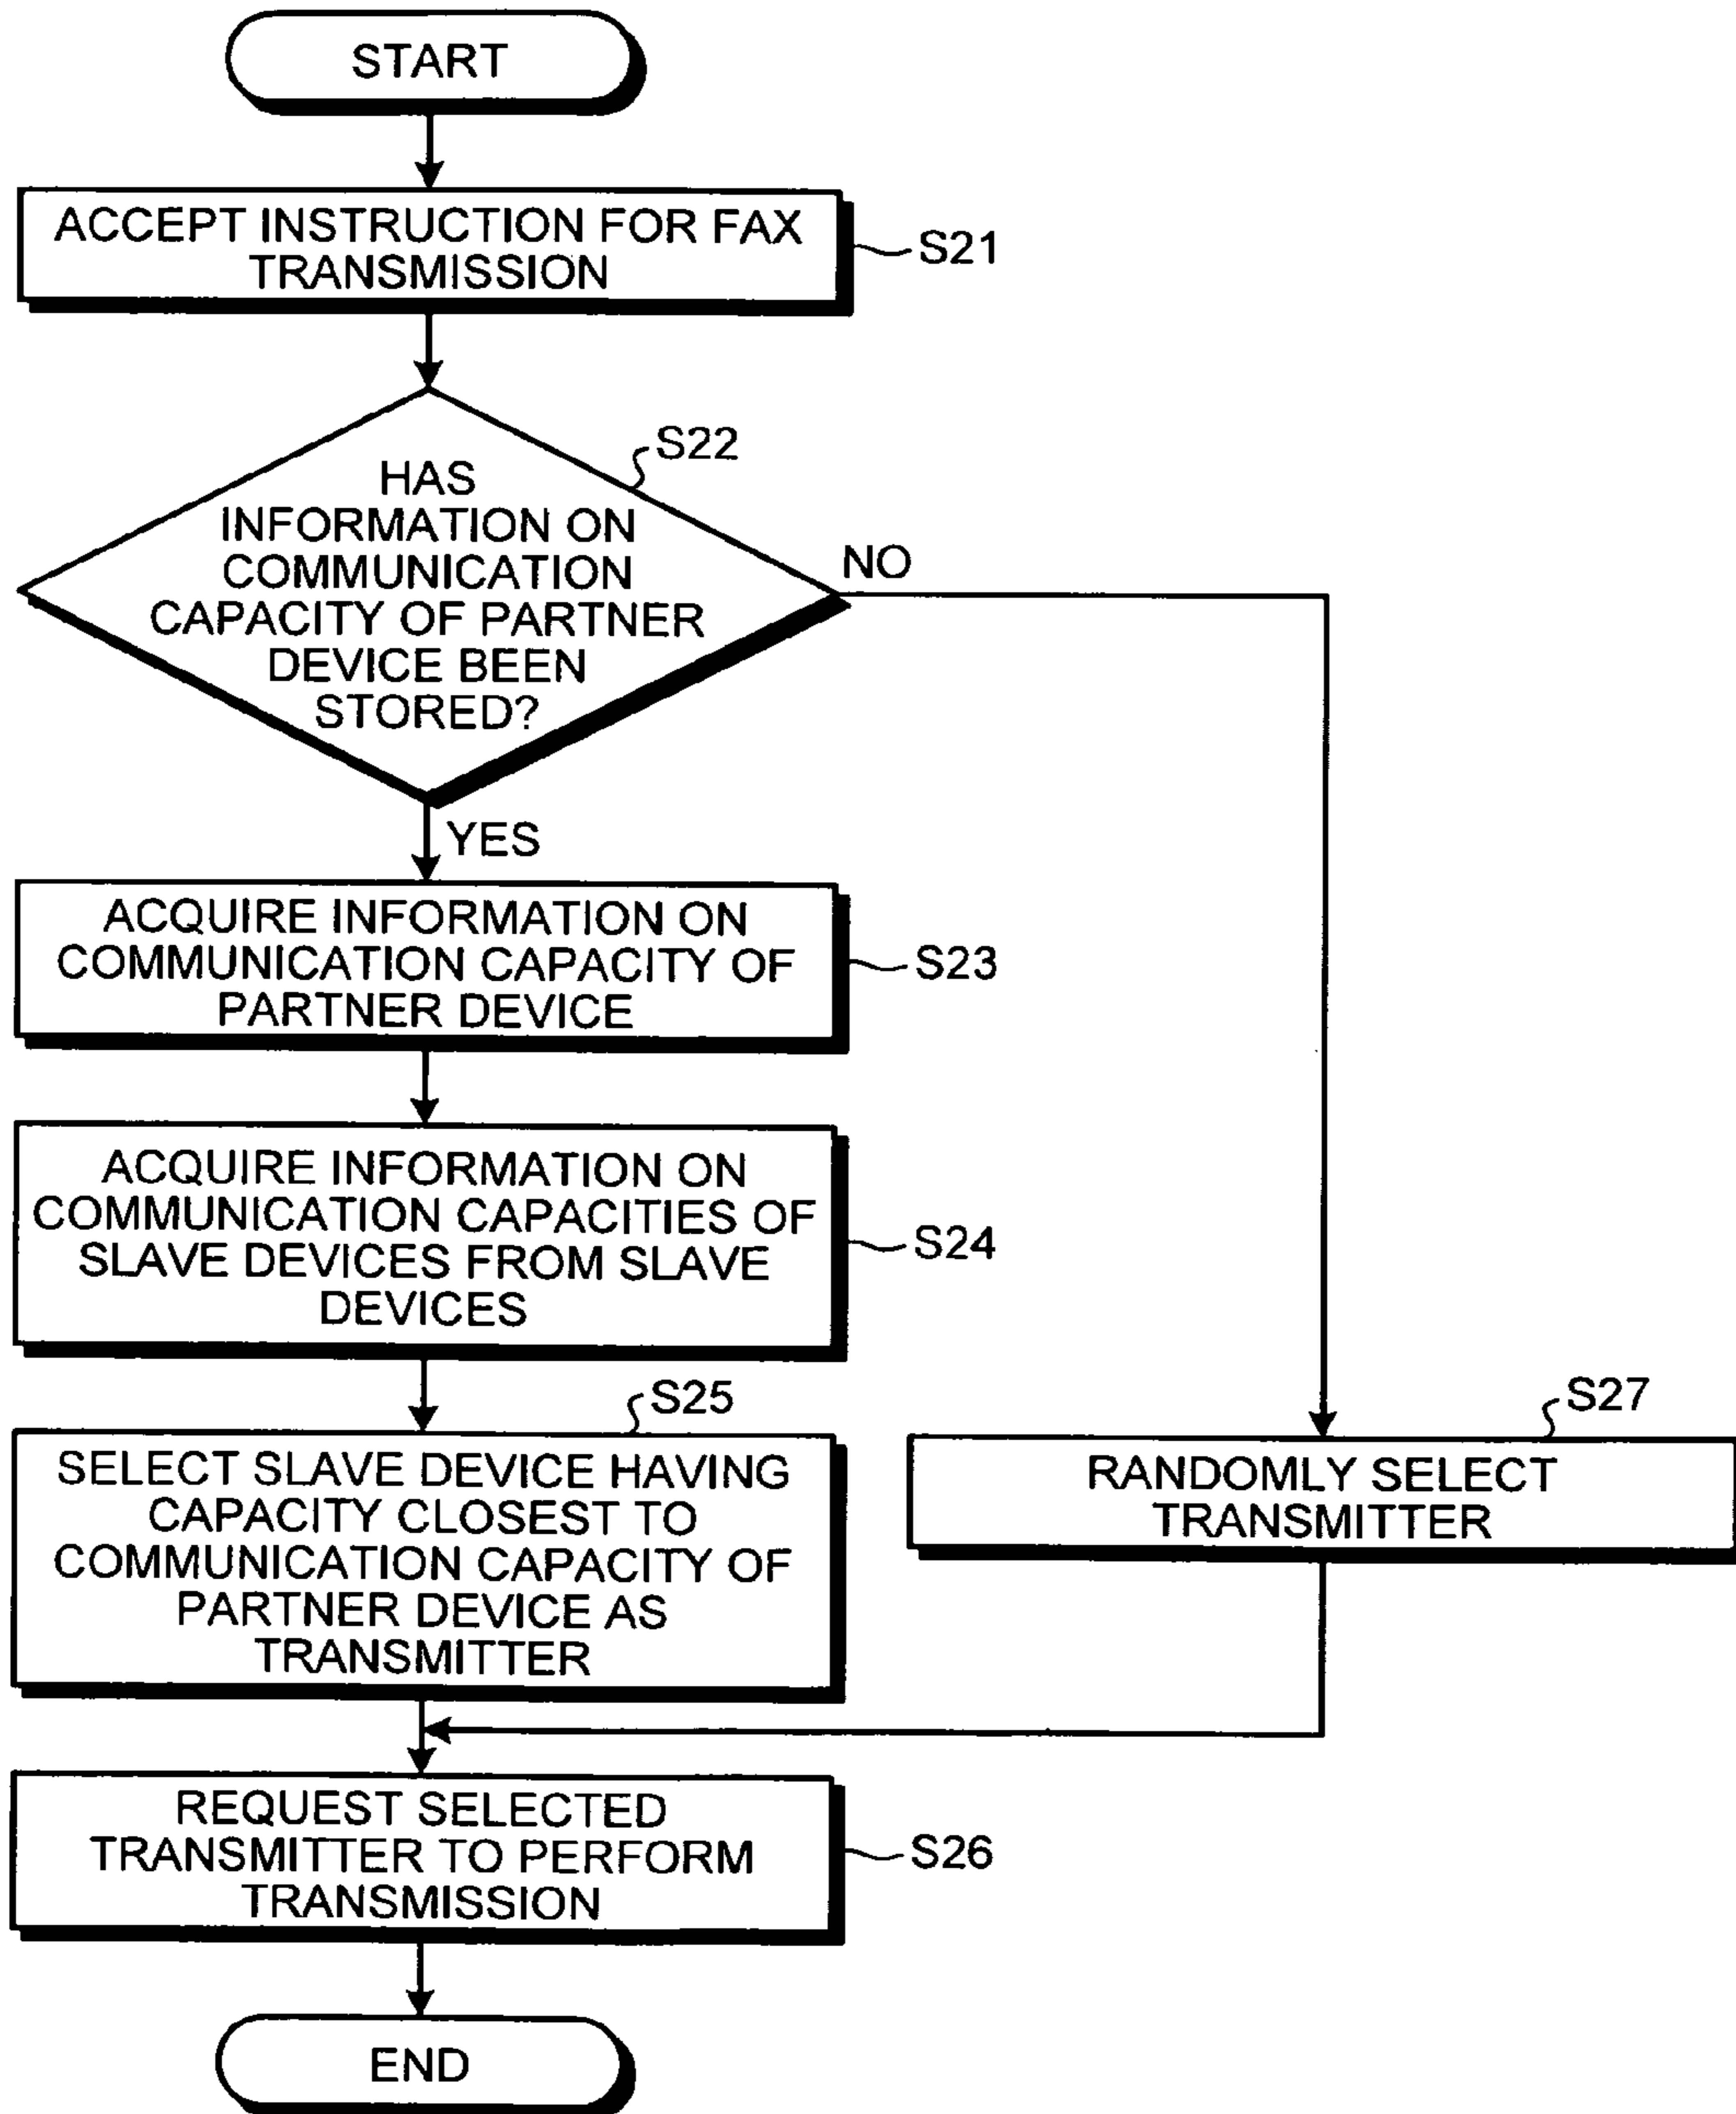 START
ACCEPT INSTRUCTION FOR FAX
TRANSMISSION
S21
S22
HAS
INFORMATION ON
COMMUNICATION
CAPACITY OF PARTNER
DEVICE BEEN
STORED?
NO
YES
ACQUIRE INFORMATION ON
COMMUNICATION CAPACITY OF
PARTNER DEVICE
S23
ACQUIRE INFORMATION ON
COMMUNICATION CAPACITIES OF
SLAVE DEVICES FROM SLAVE
DEVICES
S24
S25
SELECT SLAVE DEVICE HAVING
CAPACITY CLOSEST TO
COMMUNICATION CAPACITY OF
PARTNER DEVICE AS
TRANSMITTER
S27
RANDOMLY SELECT
TRANSMITTER
REQUEST SELECTED
TRANSMITTER TO PERFORM
TRANSMISSION
S26
END